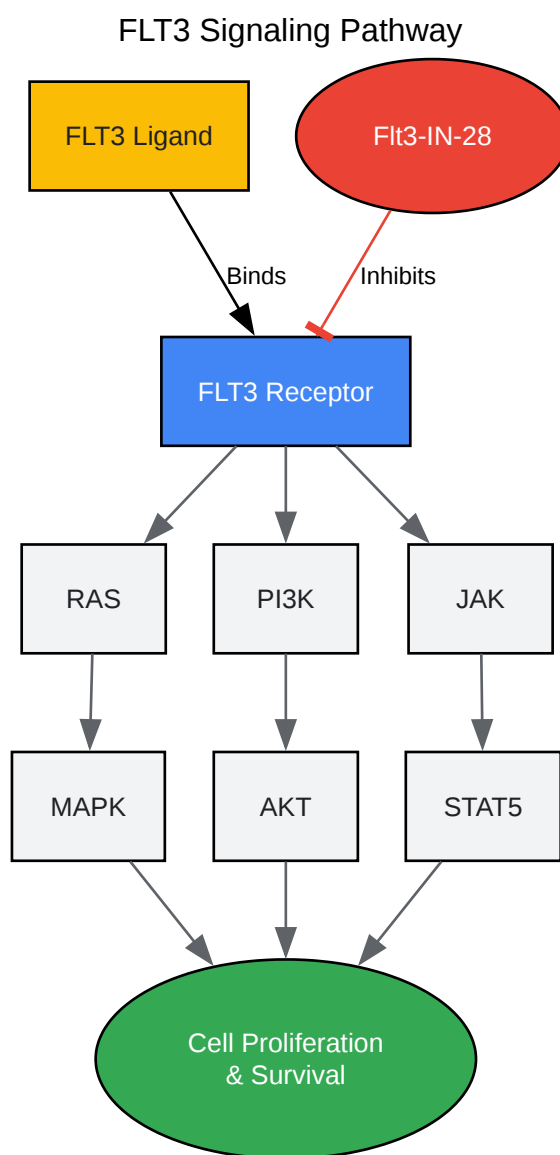 FLT3 Signaling Pathway
FLT3 Ligand
Flt3-IN-28
Binds
Inhibits
FLT3 Receptor
RAS
PI3K
JAK
MAPK
AKT
STAT5
Cell Proliferation
& Survival